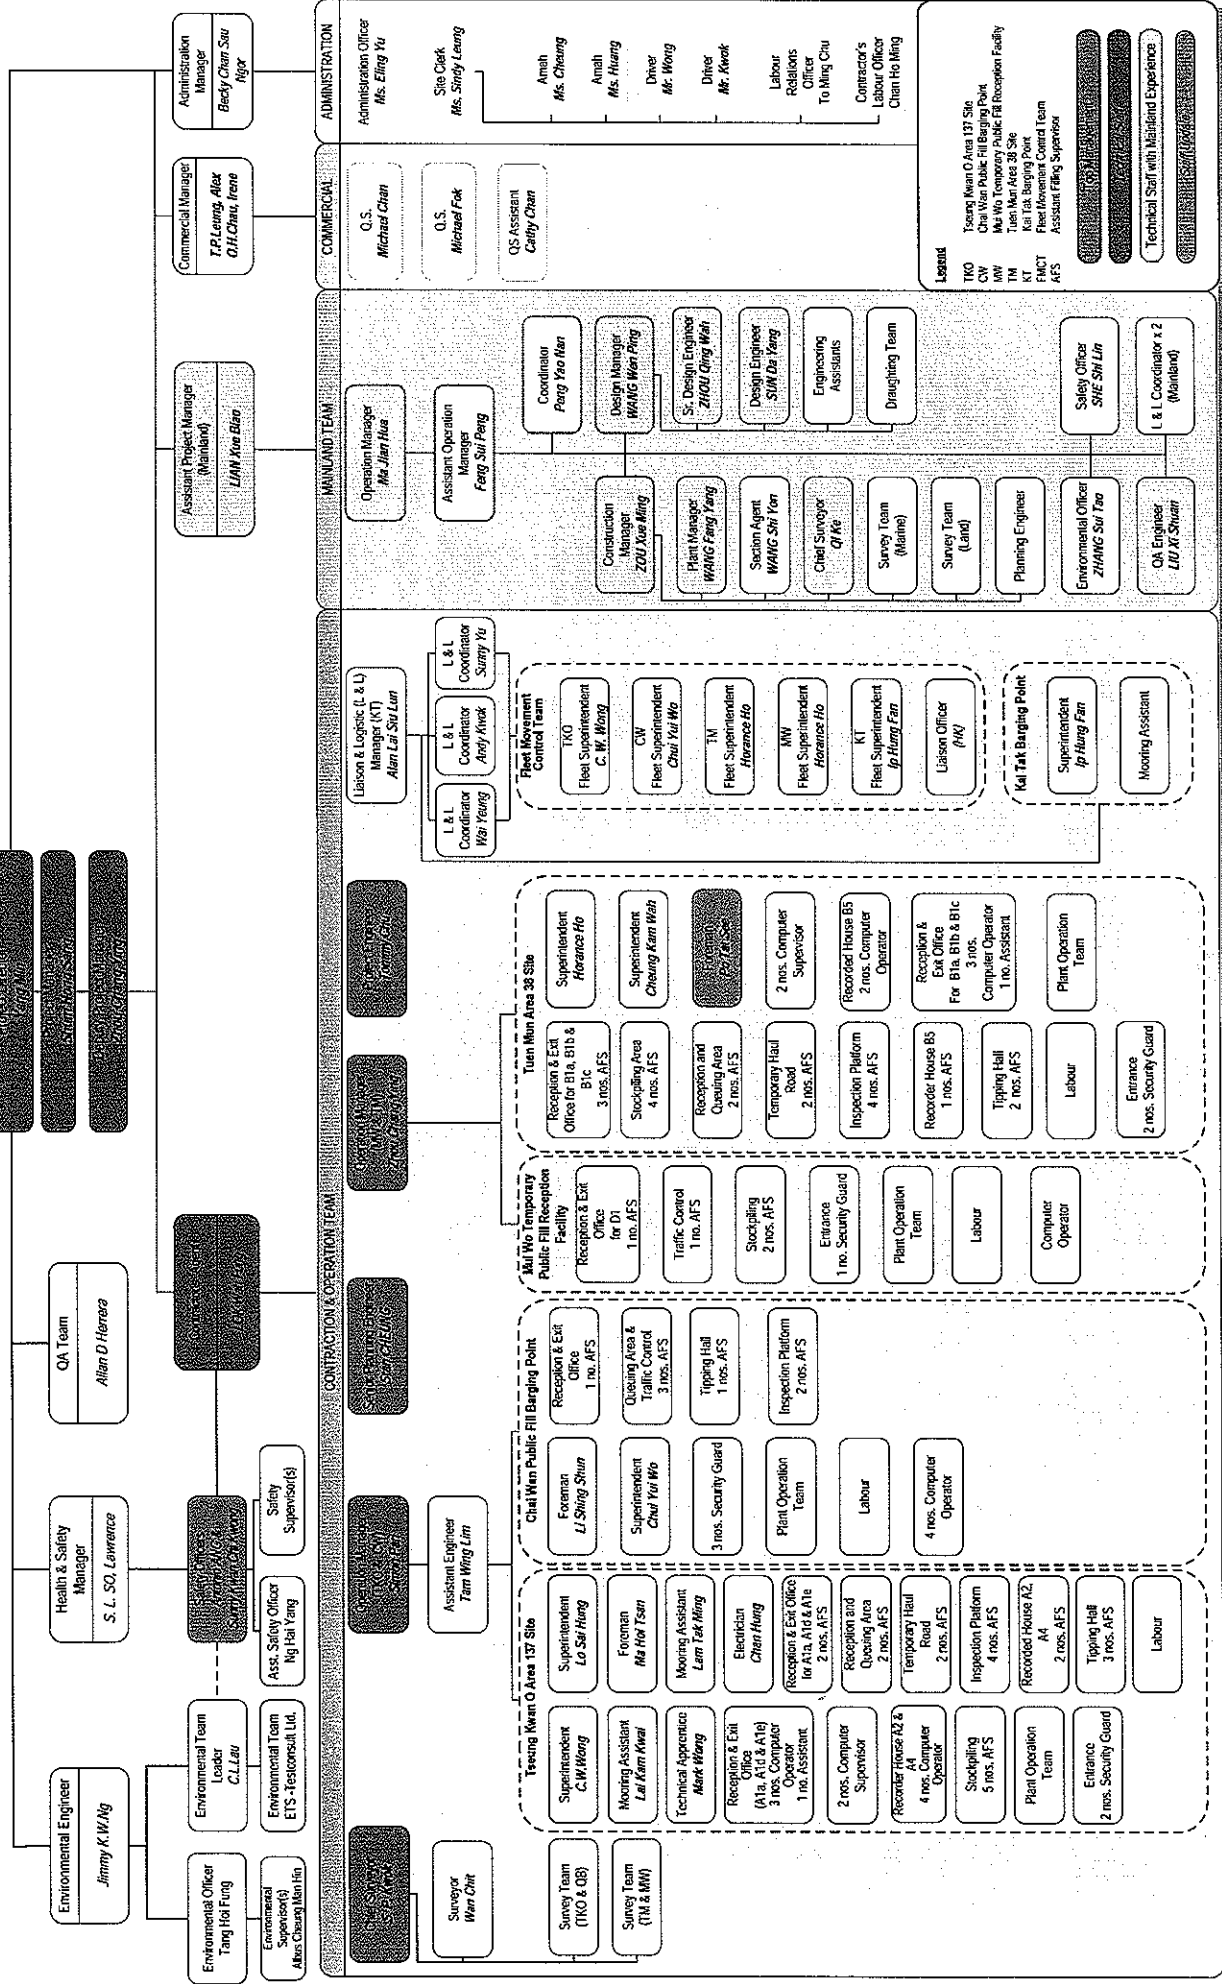 Environmental Engineer
Jimmy K.W.Ng
Health & Safety
Manager
S. L. SO, Lawrence
QA Team
Allan D Herrera
Environmental Officer
Tang Hoi Fung
Environmental
Supervisor(s)
Albus Cheung Man Hin
Environmental Team
Leader
C.L.Lau
Environmental Team
ETS -Testconsult Ltd.
Asst. Safety Officer
Ng Hai Yang
Safety
Supervisor(s)
Assistant Project Manager
(Mainland)
LIAN Xue Biao
Commercial Manager
T.P.Leung, Alex
O.H.Chau, Irene
Administration
Manager
Becky Chan Sau
Ngor
CONTRACTION & OPERATION TEAM
Surveyor
Wan Chit
Survey Team
(TKO & QB)
Survey Team
(TM & MW)
Assistant Engineer
Tam Wing Lim
Tseung Kwan O Area 137 Site
Superintendent
C.W.Wong
Mooring Assistant
Lai Kam Kwai
Technical Apprentice
Mark Wong
Reception & Exit
Office
(A1a, A1d & A1e)
3 nos. Computer
Operator
1 no. Assistant
2 nos. Computer
Supervisor
Recorder House A2 &
A4
4 nos. Computer
Operator
Stockpiling
5 nos. AFS
Plant Operation
Team
Entrance
2 nos. Security Guard
Superintendent
Lo Sai Hung
Foreman
Ma Hoi Tsan
Mooring Assistant
Lam Tak Ming
Electrician
Chan Hung
Reception & Exit Office
for A1a, A1d & A1e
2 nos. AFS
Reception and
Queuing Area
2 nos. AFS
Temporary Haul
Road
2 nos. AFS
Inspection Platform
4 nos. AFS
Recorded House A2,
A4
2 nos. AFS
Tipping Hall
3 nos. AFS
Labour
Chai Wan Public Fill Barging Point
Foreman
LI Shing Shun
Superintendent
Chui Yui Wo
3 nos. Security Guard
Plant Operation
Team
Labour
4 nos. Computer
Operator
Reception & Exit
Office
1 no. AFS
Queuing Area &
Traffic Control
3 nos. AFS
Tipping Hall
1 nos. AFS
Inspection Platform
2 nos. AFS
Mui Wo Temporary
Public Fill Reception
Facility
Reception & Exit
Office
for D1
1 no. AFS
Traffic Control
1 no. AFS
Stockpiling
2 nos. AFS
Entrance
1 no. Security Guard
Plant Operation
Team
Labour
Computer
Operator
Tuen Mun Area 38 Site
Reception & Exit
Office for B1a, B1b &
B1c
3 nos. AFS
Stockpiling Area
4 nos. AFS
Reception and
Queuing Area
2 nos. AFS
Temporary Haul
Road
2 nos. AFS
Inspection Platform
4 nos. AFS
Recorder House B5
1 nos. AFS
Tipping Hall
2 nos. AFS
Labour
Entrance
2 nos. Security Guard
Superintendent
Horance Ho
Superintendent
Cheung Kam Wah
2 nos. Computer
Supervisor
Recorded House B5
2 nos. Computer
Operator
Reception &
Exit Office
For B1a, B1b & B1c
3 nos.
Computer Operator
1 no. Assistant
Plant Operation
Team
Liaison & Logistic (L & L)
Manager (KT)
Alan Lai Siu Lun
L & L
Coordinator
Wai Yeung
L & L
Coordinator
Andy Kwok
L & L
Coordinator
Sunny Yu
Fleet Movement
Control Team
TKO
Fleet Superintendent
C. W. Wong
CW
Fleet Superintendent
Chui Yui Wo
TM
Fleet Superintendent
Horance Ho
MW
Fleet Superintendent
Horance Ho
KT
Fleet Superintendent
Ip Hung Fan
Liaison Officer
(HK)
Kai Tak Barging Point
Superintendent
Ip Hung Fan
Mooring Assistant
MAINLAND TEAM
Operation Manager
Ma Jian Hua
Assistant Operation
Manager
Feng Sui Peng
Construction
Manager
ZOU Xue Ming
Plant Manager
WANG Fang Yang
Section Agent
WANG Shi Yon
Chief Surveyor
QI Ke
Survey Team
(Marine)
Survey Team
(Land)
Planning Engineer
Environmental Officer
ZHANG Sui Tao
QA Engineer
LIU Xi Shuan
Coordinator
Peng Yao Nan
Design Manager
WANG Wen Ping
Sr. Design Engineer
ZHOU Qing Wah
Design Engineer
SUN Da Yang
Engineering
Assistants
Draughting Team
Safety Officer
SHE Shi Lin
L & L Coordinator x 2
(Mainland)
COMMERCIAL
Q.S.
Michael Chan
Q.S.
Michael Fok
QS Assistant
Cathy Chan
ADMINISTRATION
Administration Officer
Ms. Eling Yu
Site Clerk
Ms. Sindy Leung
Amah
Ms. Cheng
Amah
Ms. Huang
Driver
Mr. Wong
Driver
Mr. Kwok
Labour
Relations
Officer
To Ming Chu
Contractor's
Labour Officer
Chan Ho Ming
Legend
TKO Tseung Kwan O Area 137 Site
CW Chai Wan Public Fill Barging Point
MW Mui Wo Temporary Public Fill Reception Facility
TM Tuen Mun Area 38 Site
KT Kai Tak Barging Point
FMCT Fleet Movement Control Team
AFS Assistant Filling Supervisor
Technical Staff with Mainland Experience